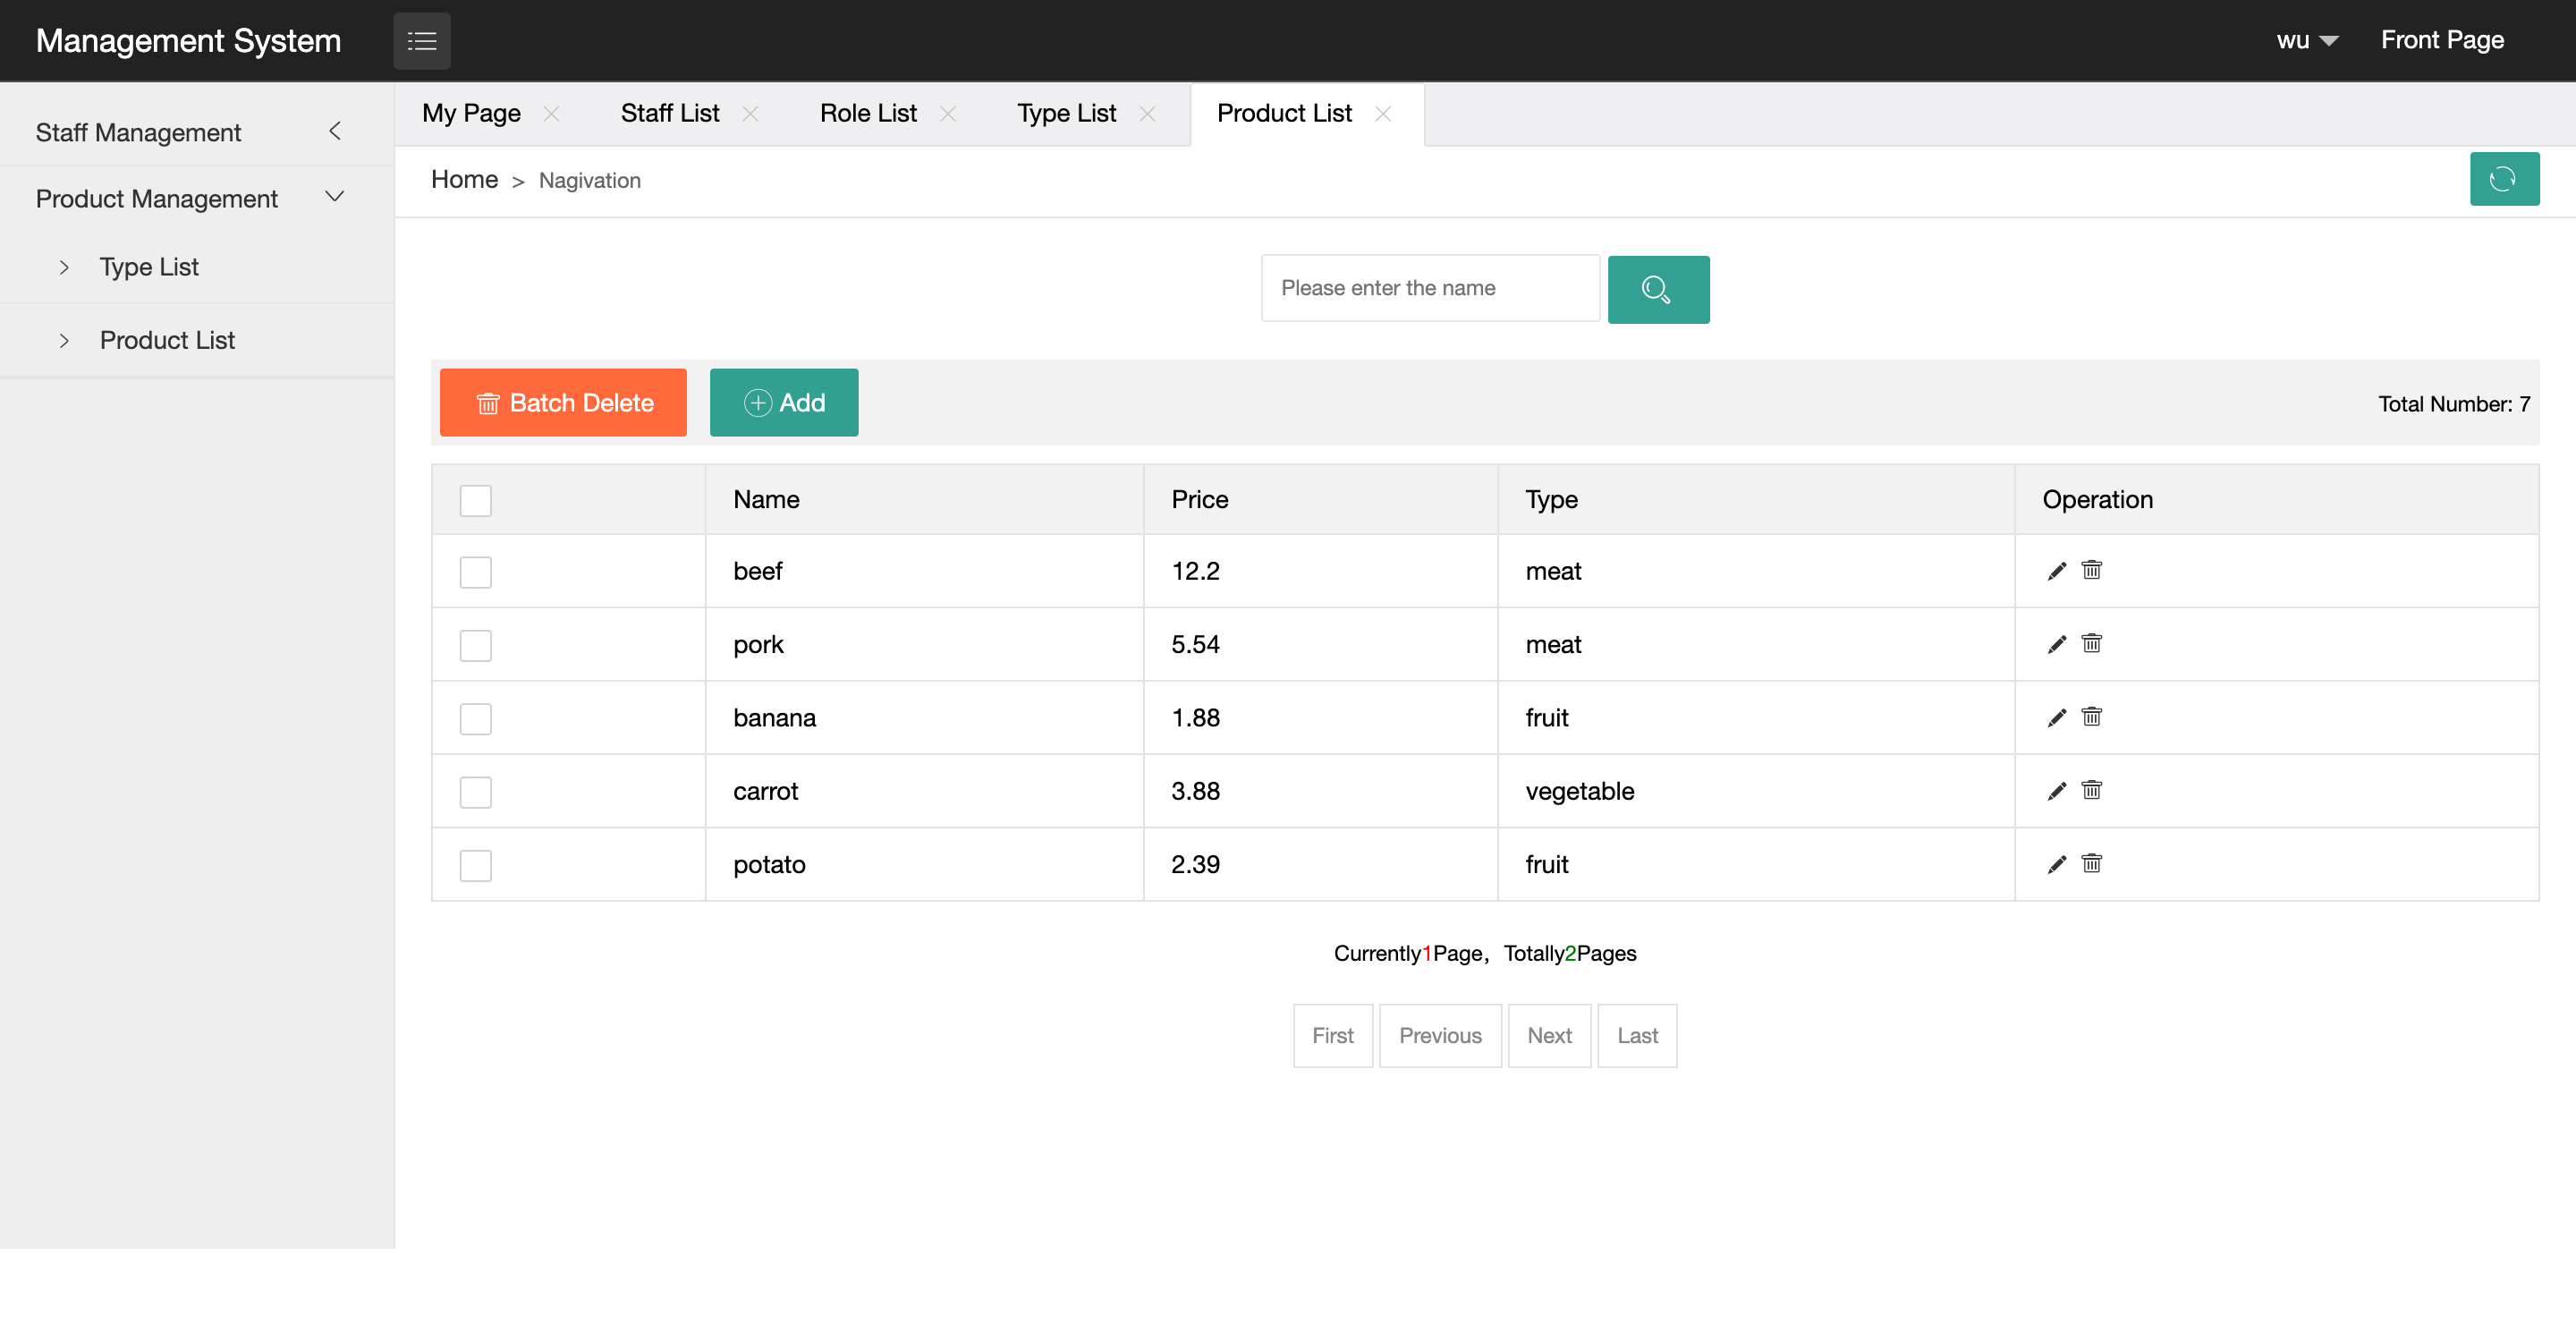 Management System
wu Front Page
Staff Management
Product Management
Type List
Product List
My Page Staff List Role List Type List Product List
Home > Nagivation
Please enter the name
Batch Delete Add Total Number: 7
Name Price Type Operation
beef 12.2 meat
pork 5.54 meat
banana 1.88 fruit
carrot 3.88 vegetable
potato 2.39 fruit
Currently1Page, Totally2Pages
First Previous Next Last